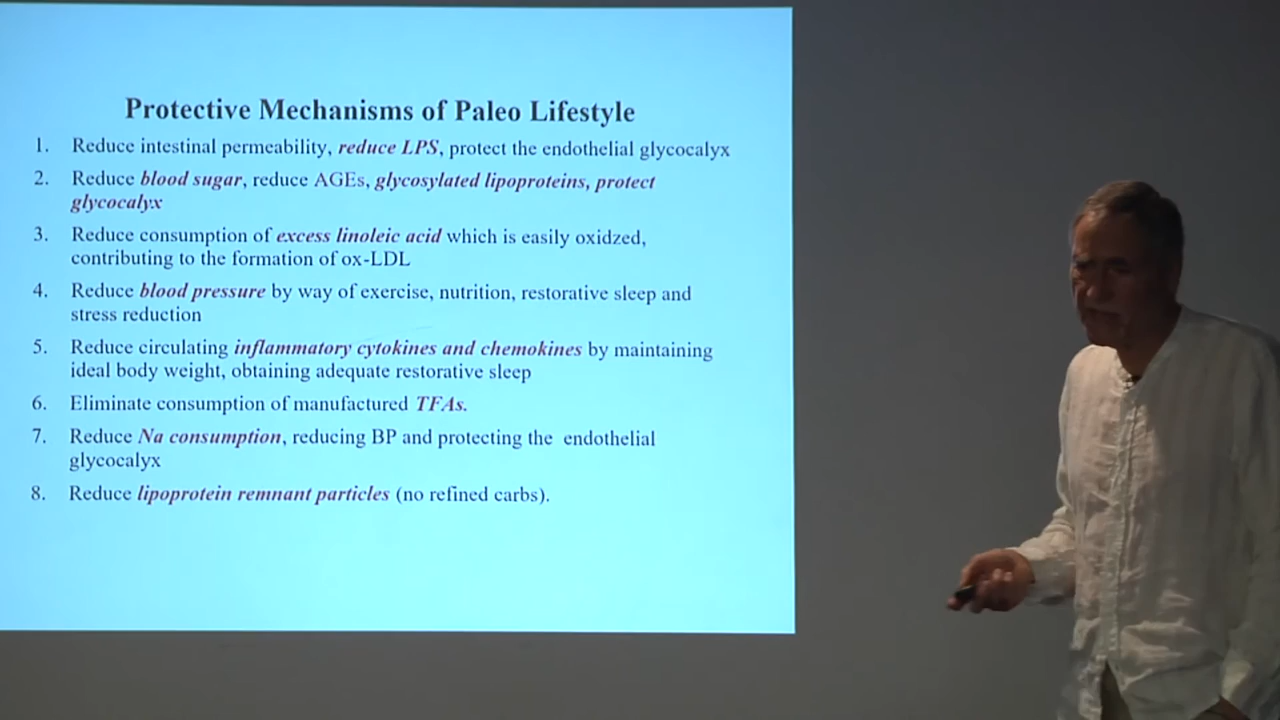 Protective Mechanisms of Paleo Lifestyle
1. Reduce intestinal permeability, reduce LPS, protect the endothelial glycocalyx
2. Reduce blood sugar, reduce AGEs, glycosylated lipoproteins, protect
glycocalyx
3. Reduce consumption of excess linoleic acid which is easily oxidzed,
contributing to the formation of ox-LDL
4. Reduce blood pressure by way of exercise, nutrition, restorative sleep and
stress reduction
5. Reduce circulating inflammatory cytokines and chemokines by maintaining
ideal body weight, obtaining adequate restorative sleep
6. Eliminate consumption of manufactured TFAs.
7. Reduce Na consumption, reducing BP and protecting the endothelial
glycocalyx
8. Reduce lipoprotein remnant particles (no refined carbs).